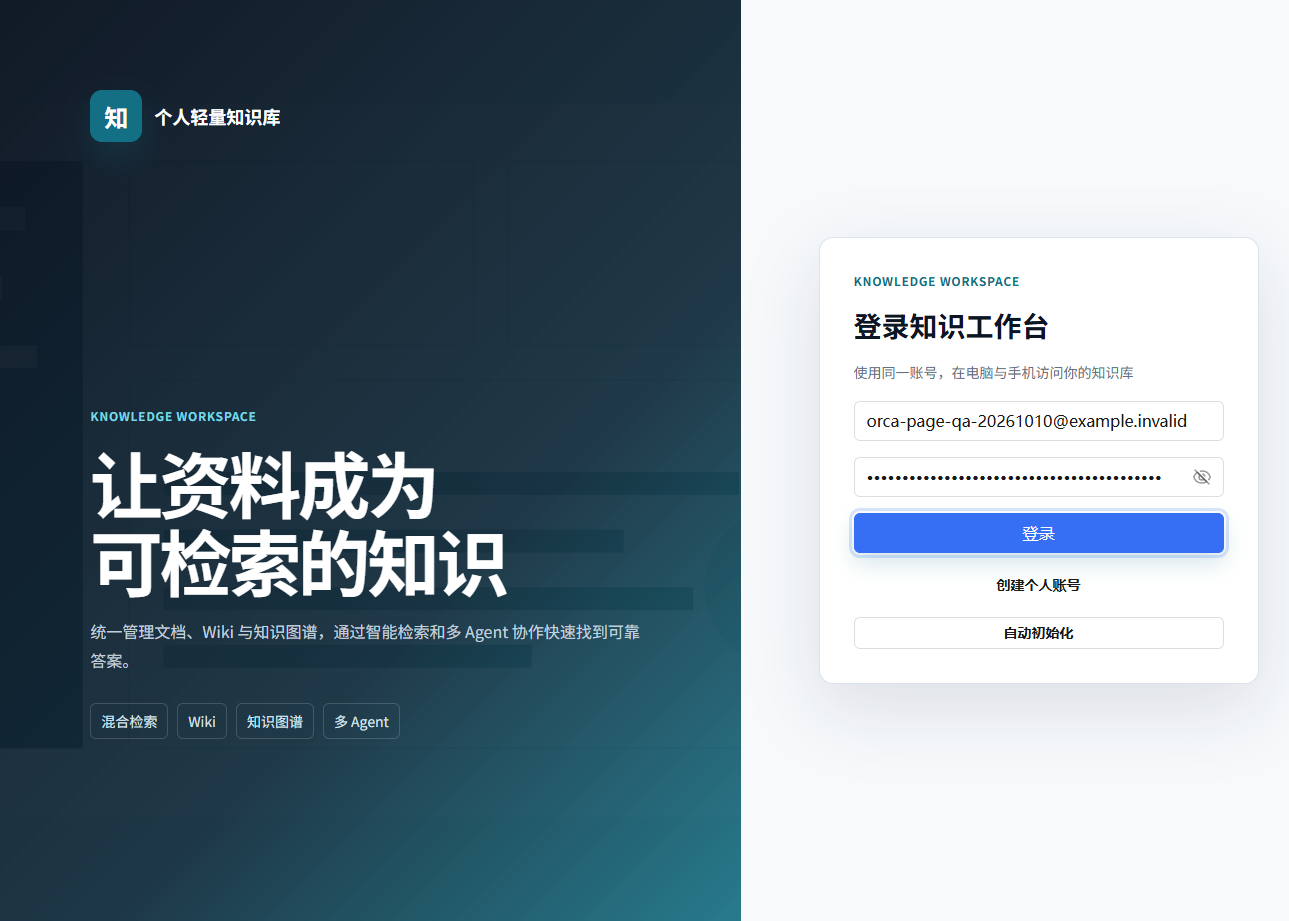 知 个人轻量知识库
KNOWLEDGE WORKSPACE
让资料成为
可检索的知识
统一管理文档、Wiki 与知识图谱，通过智能检索和多 Agent 协作快速找到可靠
答案。
混合检索 Wiki 知识图谱 多 Agent
KNOWLEDGE WORKSPACE
登录知识工作台
使用同一账号，在电脑与手机访问你的知识库
orca-page-qa-20261010@example.invalid
登录
创建个人账号
自动初始化